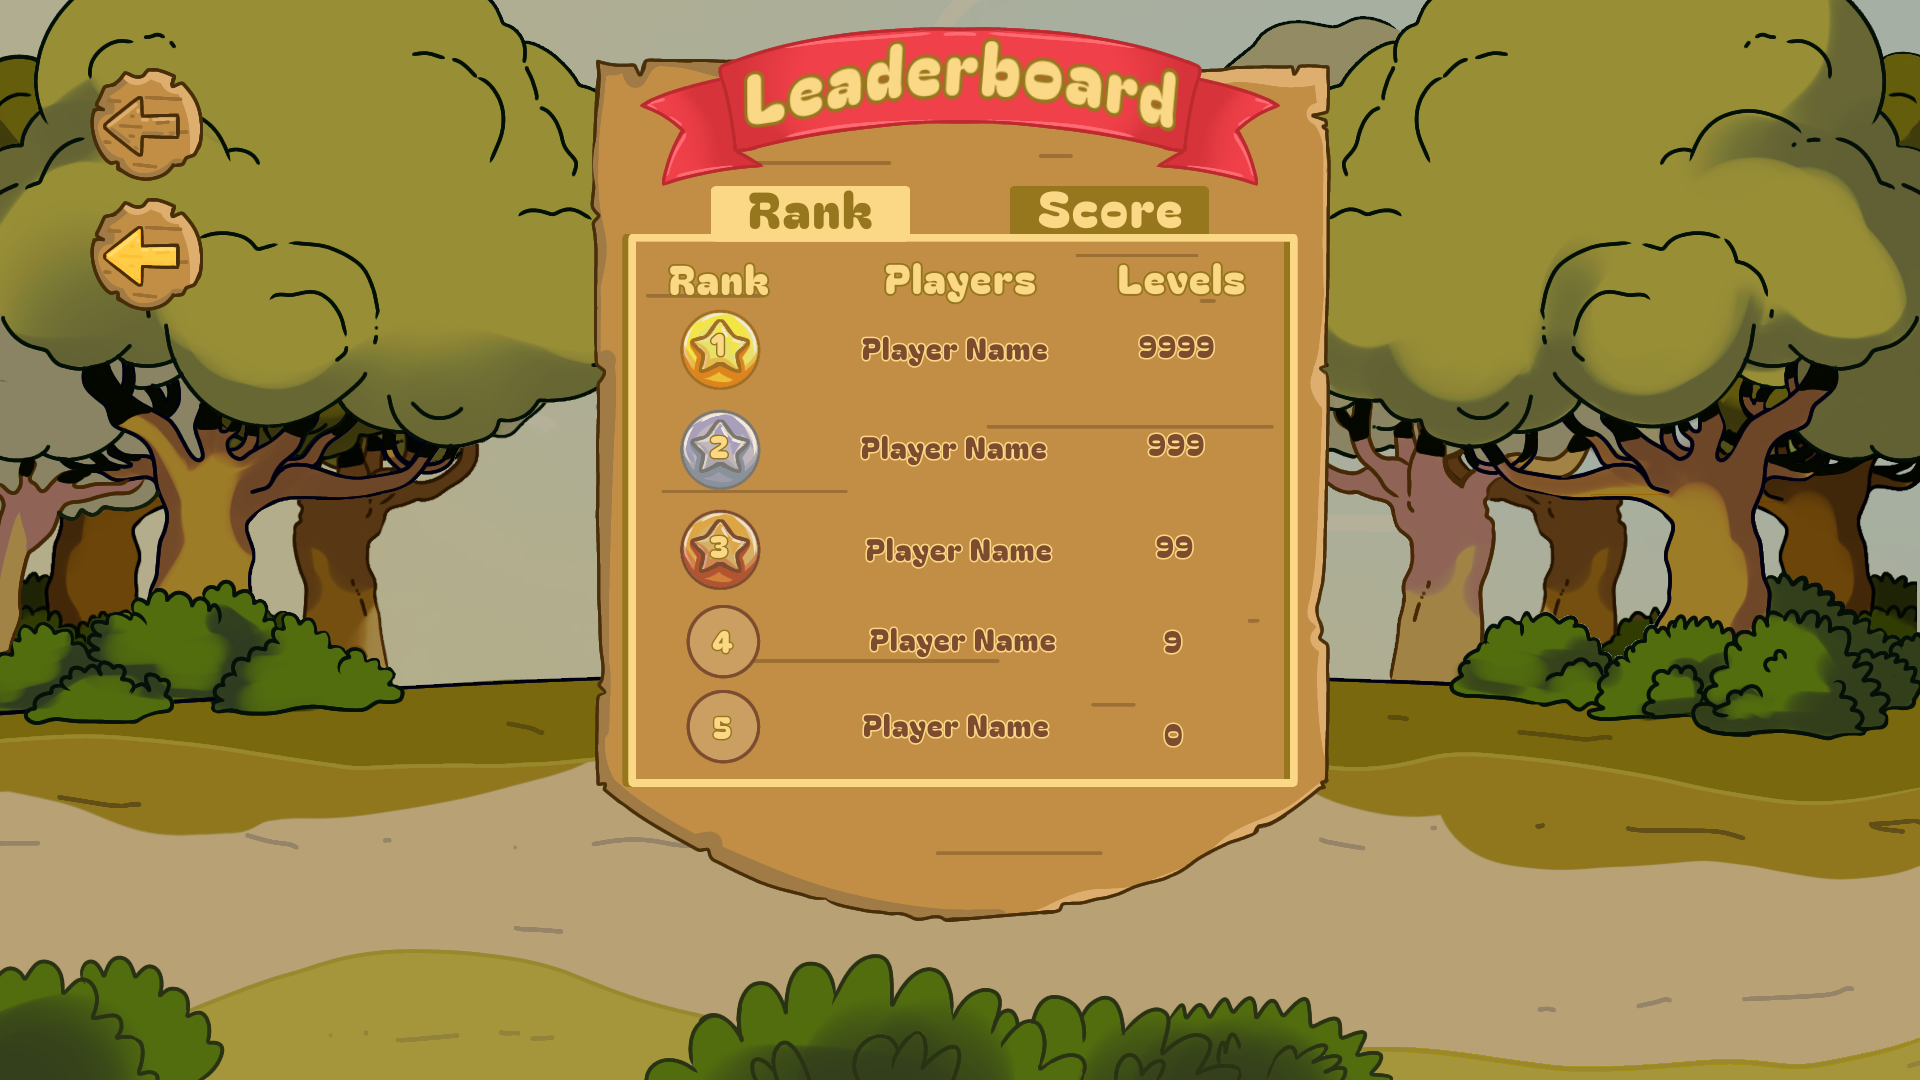 Leaderboard
Rank Score
Rank Players Levels
1 Player Name 9999
2 Player Name 999
3 Player Name 99
4 Player Name 9
5 Player Name 0